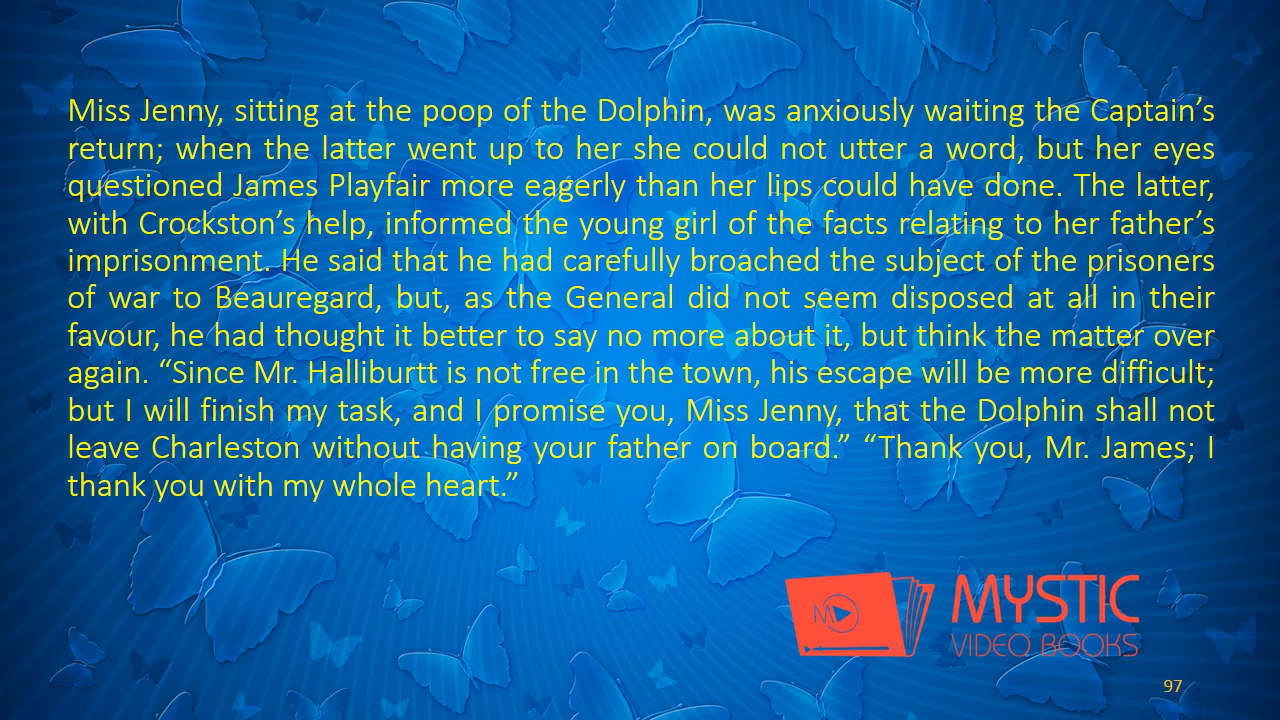 Miss Jenny, sitting at the poop of the Dolphin, was anxiously waiting the Captain’s
return; when the latter went up to her she could not utter a word, but her eyes
questioned James Playfair more eagerly than her lips could have done. The latter,
with Crockston’s help, informed the young girl of the facts relating to her father’s
imprisonment. He said that he had carefully broached the subject of the prisoners
of war to Beauregard, but, as the General did not seem disposed at all in their
favour, he had thought it better to say no more about it, but think the matter over
again. “Since Mr. Halliburtt is not free in the town, his escape will be more difficult;
but I will finish my task, and I promise you, Miss Jenny, that the Dolphin shall not
leave Charleston without having your father on board.” “Thank you, Mr. James; I
thank you with my whole heart.”
M
MYSTIC
VIDEO BOOKS
97